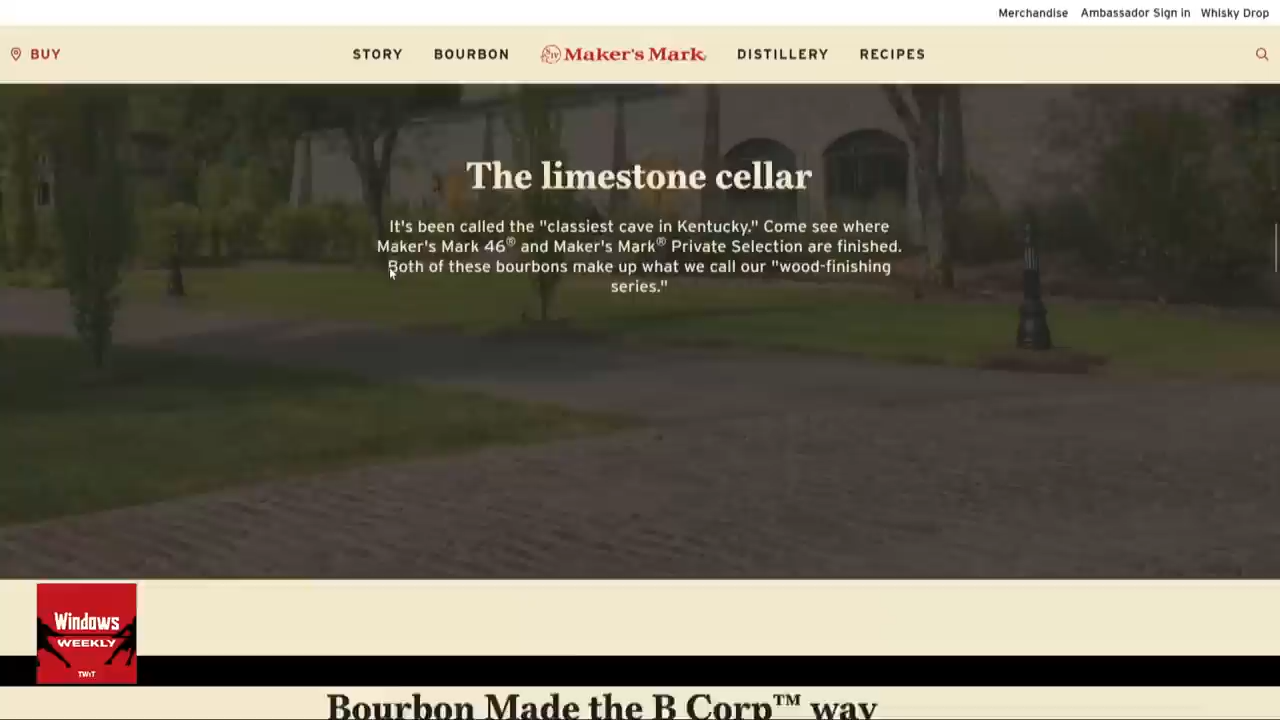 Merchandise Ambassador Sign in Whisky Drop
BUY STORY BOURBON Maker's Mark DISTILLERY RECIPES
The limestone cellar
It's been called the "classiest cave in Kentucky." Come see where
Maker's Mark 46® and Maker's Mark® Private Selection are finished.
Both of these bourbons make up what we call our "wood-finishing
series."
Windows
WEEKLY
TWiT
Bourbon Made the B Corp™ way